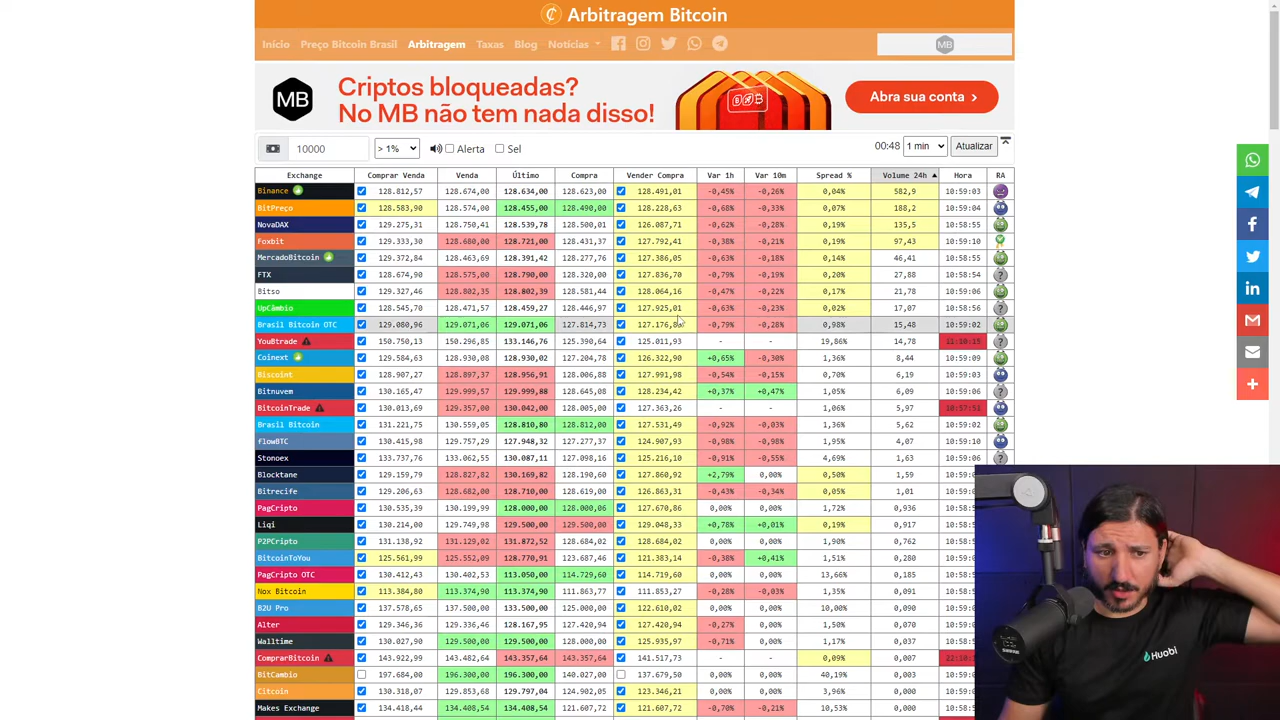 Arbitragem Bitcoin
Início Preço Bitcoin Brasil Arbitragem Taxas Blog Notícias MB
MB Criptos bloqueadas? No MB não tem nada disso! Abra sua conta >
10000 > 1% Alerta Sel 00:48 1 min Atualizar
Exchange Comprar Venda Venda Último Compra Vender Compra Var 1h Var 10m Spread % Volume 24h Hora RA
Binance 128.812,57 128.674,00 128.634,00 128.623,00 128.491,01 -0,45% -0,26% 0,04% 582,9 10:59:03
BitPreço 128.583,90 128.574,00 128.455,00 128.490,00 128.228,63 -0,68% -0,33% 0,07% 188,2 10:59:04
NovaDAX 129.275,31 128.750,41 128.539,78 128.500,01 126.087,71 -0,62% -0,28% 0,19% 135,5 10:58:55
Foxbit 129.333,30 128.680,00 128.721,00 128.431,37 127.792,41 -0,38% -0,21% 0,19% 97,43 10:59:10
MercadoBitcoin 129.372,84 128.463,69 128.391,42 128.277,76 127.386,05 -0,63% -0,18% 0,14% 46,41 10:58:55
FTX 128.674,90 128.575,00 128.790,00 128.320,00 127.836,70 -0,79% -0,19% 0,20% 27,88 10:58:54
Bitso 129.327,46 128.802,35 128.802,39 128.581,44 128.064,16 -0,47% -0,22% 0,17% 21,78 10:59:06
UpCâmbio 128.545,70 128.471,57 128.459,27 128.446,97 127.925,01 -0,63% -0,23% 0,02% 17,07 10:59:06
Brasil Bitcoin OTC 129.080,96 129.071,06 129.071,06 127.814,73 -0,79% -0,28% 0,98% 15,48 10:59:02
YouBtrade 150.750,13 150.464,01 133.146,76 125.390,64 125.011,93 - - 19,86% 14,78
Coinext 129.584,63 128.930,08 128.930,02 127.204,78 126.322,90 +0,65% -0,30% 1,36% 8,44 10:59:09
Biscoint 128.907,27 128.897,37 128.956,91 128.006,88 127.991,98 -0,54% -0,15% 0,70% 6,19 10:59:03
Bitnuvem 130.165,47 129.999,57 129.999,88 128.645,08 128.234,42 +0,37% +0,47% 1,05% 6,09 10:59:06
BitcoinTrade 130.013,69 129.357,00 130.042,00 128.005,00 127.363,26 - - 1,06% 5,97
Brasil Bitcoin 131.221,75 130.559,05 128.810,80 128.812,00 127.531,49 -0,92% -0,03% 1,36% 5,62 10:59:02
flowBTC 130.415,98 129.757,29 127.948,32 127.277,37 124.907,93 -0,98% -0,98% 1,95% 4,07 10:59:10
Stonoex 133.737,76 133.062,55 130.087,11 127.098,16 125.216,10 -0,91% -0,55% 4,69% 1,63 10:59:06
Blocktane 129.159,79 128.827,82 130.169,82 128.190,60 127.860,92 +2,79% 0,00% 0,50% 1,59
Bitrecife 129.206,63 128.682,00 128.710,00 128.619,00 126.863,31 -0,43% -0,34% 0,05% 1,01
PagCripto 130.535,39 130.199,99 128.000,00 128.000,06 127.670,86 0,00% 0,00% 1,72% 0,936
Liqi 130.214,00 129.749,98 129.500,00 129.500,00 129.048,33 +0,78% +0,01% 0,19% 0,917
P2PCripto 131.138,92 131.129,02 131.872,52 128.684,02 128.684,02 0,00% 0,00% 1,90% 0,762
BitcoinToYou 125.561,99 125.552,09 128.770,91 123.687,46 121.383,14 -0,38% +0,41% 1,51% 0,280
PagCripto OTC 130.412,43 130.402,53 113.050,00 114.729,60 114.719,60 0,00% 0,00% 13,66% 0,185
Nox Bitcoin 113.384,80 113.374,90 113.374,90 111.863,77 111.853,27 -0,28% -0,03% 1,35% 0,091
B2U Pro 137.578,65 137.500,00 133.500,00 125.000,00 122.610,02 0,00% 0,00% 10,00% 0,038
Alter 129.346,36 129.336,46 128.167,95 127.420,94 127.420,94 -0,27% 0,00% 1,50% 0,037
Walltime 130.027,90 129.500,00 129.500,00 128.000,00 125.935,97 -0,71% 0,00% 1,17% 0,032
ComprarBitcoin 143.922,99 143.482,64 143.357,64 143.357,64 141.517,73 - - 0,09% 0,007
BitCambio 197.684,00 196.300,00 196.300,00 140.027,00 137.679,50 0,00% 0,00% 40,19% 0,003
Citcoin 130.318,07 129.853,68 129.797,04 124.902,05 123.346,21 0,00% 0,00% 3,96% 0,000
Makes Exchange 134.418,44 134.408,54 134.408,54 121.607,72 121.607,72 -0,70% -0,21% 10,53% 0,000
Huobi